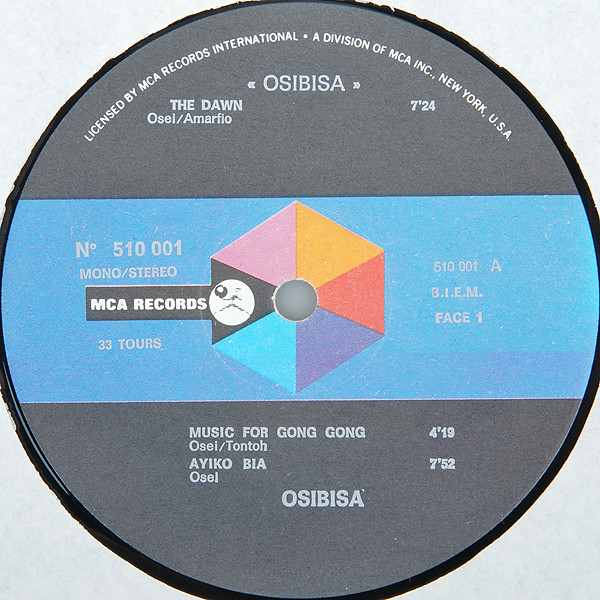 LICENSED BY MCA RECORDS INTERNATIONAL • A DIVISION OF MCA INC., NEW YORK, U.S.A.
« OSIBISA »
THE DAWN 7'24
Osei/Amarfio
N° 510 001
MONO/STEREO
MCA RECORDS
33 TOURS
510 001 A
B.I.E.M.
FACE 1
MUSIC FOR GONG GONG 4'19
Osei/Tontoh
AYIKO BIA 7'52
Osei
OSIBISA